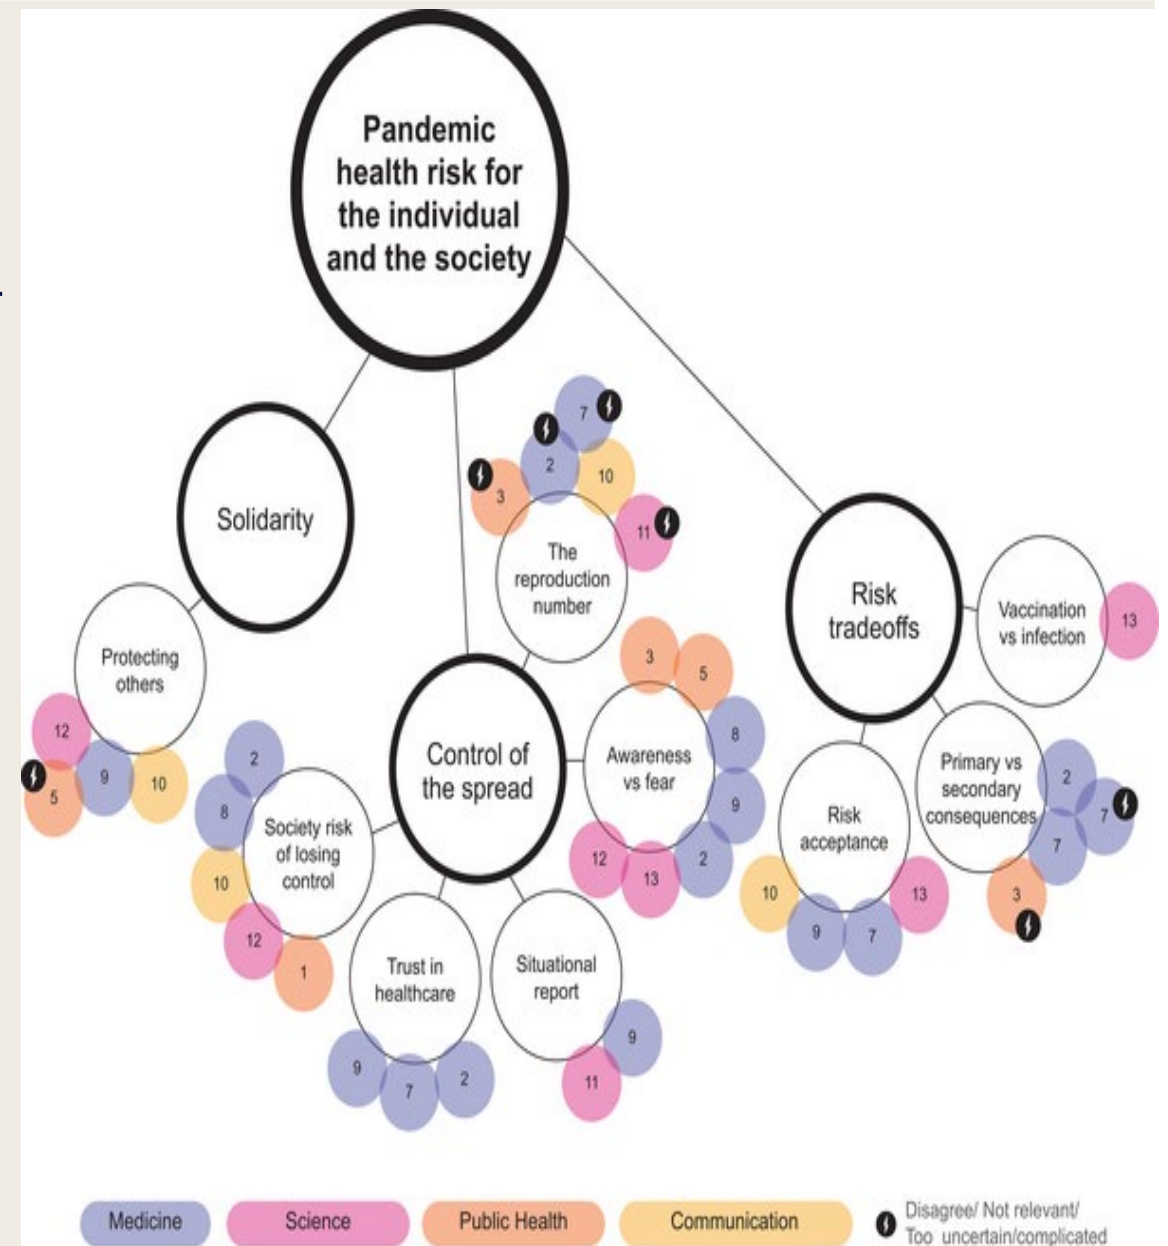 Pandemic
health risk for
the individual
and the society
Solidarity
Protecting
others
12
5
9
10
Control of
the spread
The
reproduction
number
3
2
7
10
11
Awareness
vs fear
3
5
8
9
2
13
12
Situational
report
9
11
Trust in
healthcare
9
7
2
Society risk
of losing
control
2
8
10
12
1
Risk
tradeoffs
Vaccination
vs infection
13
Primary vs
secondary
consequences
2
7
7
3
Risk
acceptance
10
9
7
13
Medicine
Science
Public Health
Communication
Disagree/ Not relevant/
Too uncertain/complicated